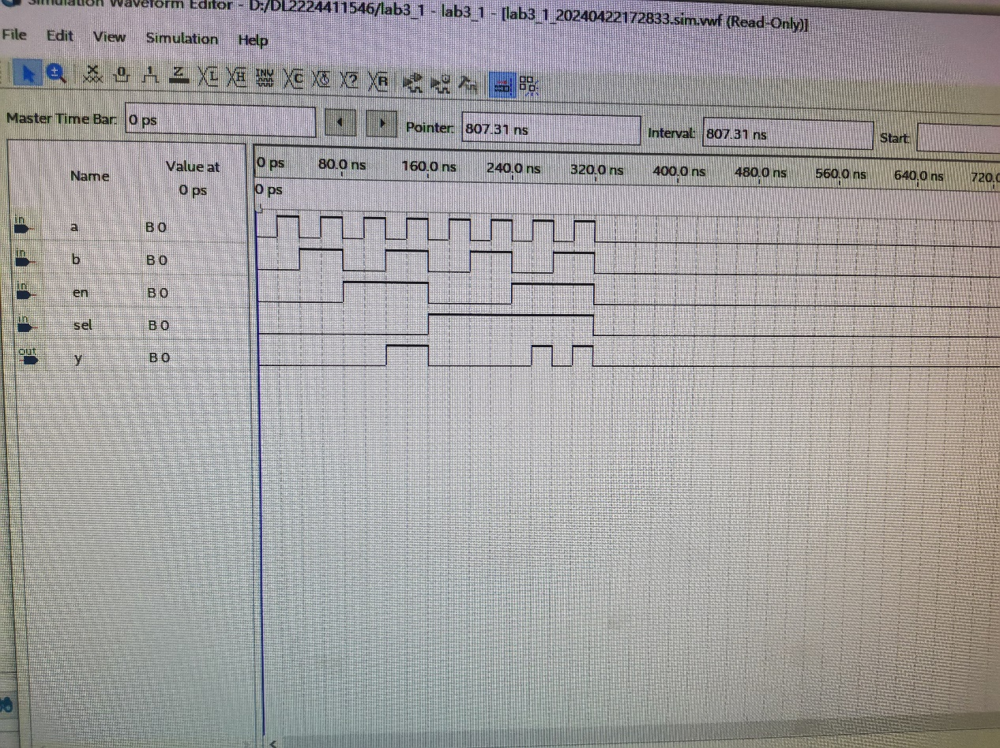 Simulation Waveform Editor - D:/DL2224411546/lab3_1 - lab3_1 - [lab3_1_20240422172833.sim.vwf (Read-Only)]
File Edit View Simulation Help
0 1 Z L H INV C ? R
Master Time Bar: 0 ps Pointer: 807.31 ns Interval: 807.31 ns Start:
Name Value at 0 ps
0 ps 80.0 ns 160.0 ns 240.0 ns 320.0 ns 400.0 ns 480.0 ns 560.0 ns 640.0 ns 720.0
0 ps
in a B 0
in b B 0
in en B 0
in sel B 0
out y B 0